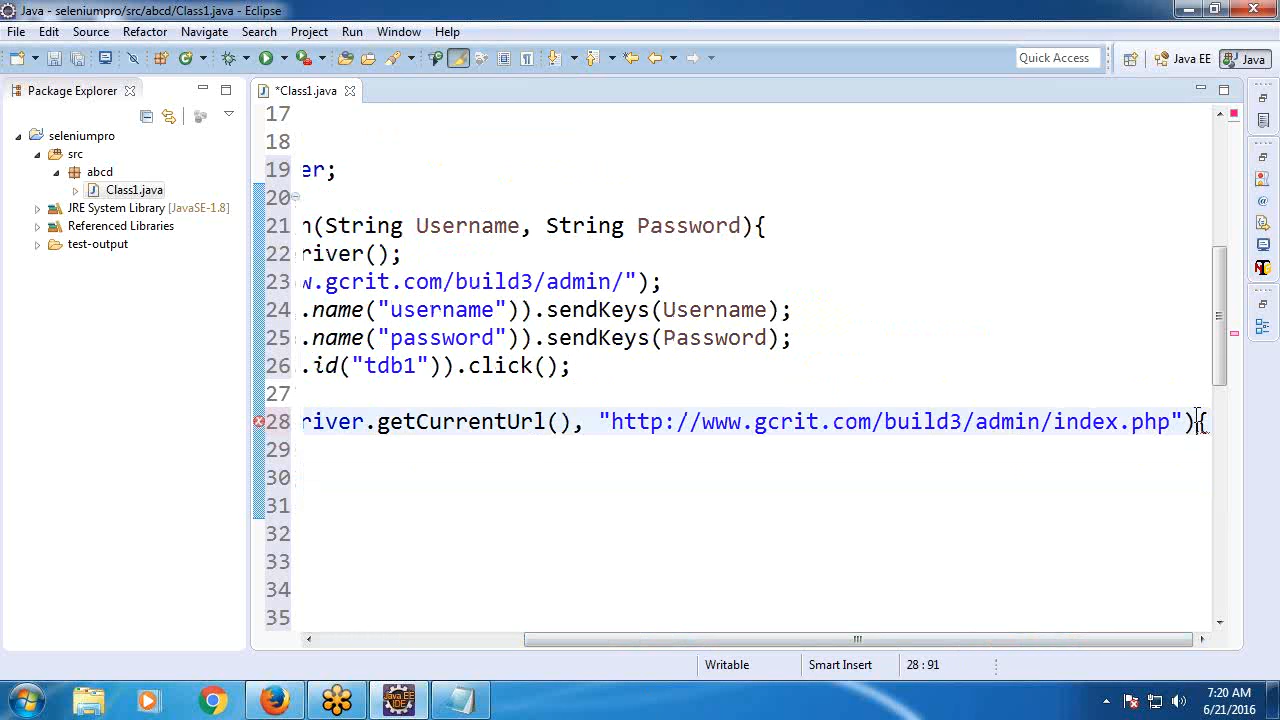 Java - seleniumpro/src/abcd/Class1.java - Eclipse
File Edit Source Refactor Navigate Search Project Run Window Help
Quick Access
Java EE
Java
Package Explorer
*Class1.java
seleniumpro
src
abcd
Class1.java
JRE System Library [JavaSE-1.8]
Referenced Libraries
test-output
17
18
19 er;
20
21 n(String Username, String Password){
22 river();
23 w.gcrit.com/build3/admin/");
24 .name("username")).sendKeys(Username);
25 .name("password")).sendKeys(Password);
26 .id("tdb1")).click();
27
28 river.getCurrentUrl(), "http://www.gcrit.com/build3/admin/index.php"){
29
30
31
32
33
34
35
Writable
Smart Insert
28 : 91
Java EE
IDE
7:20 AM
6/21/2016